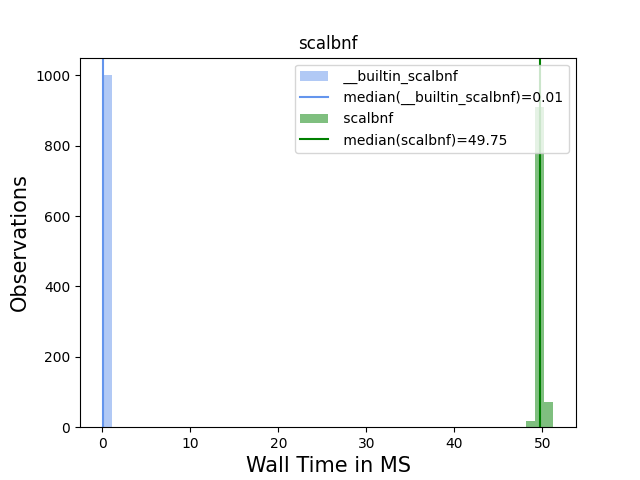 scalbnf
__builtin_scalbnf
median(__builtin_scalbnf)=0.01
scalbnf
median(scalbnf)=49.75
Observations
1000
800
600
400
200
0
0 10 20 30 40 50
Wall Time in MS